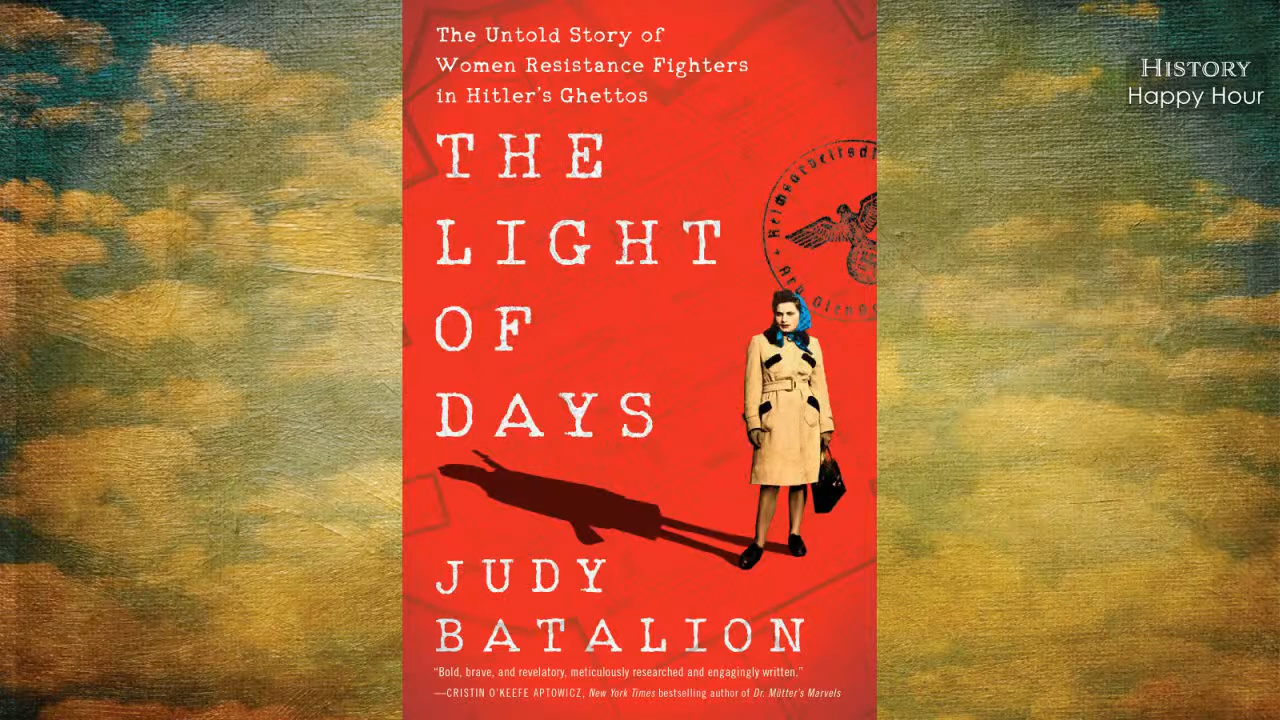 The Untold Story of
Women Resistance Fighters
in Hitler's Ghettos
THE
LIGHT
OF
DAYS
JUDY
BATALION
“Bold, brave, and revelatory, meticulously researched and engagingly written.”
—CRISTIN O'KEEFE APTOWICZ, New York Times bestselling author of Dr. Mütter's Marvels
HISTORY
Happy Hour